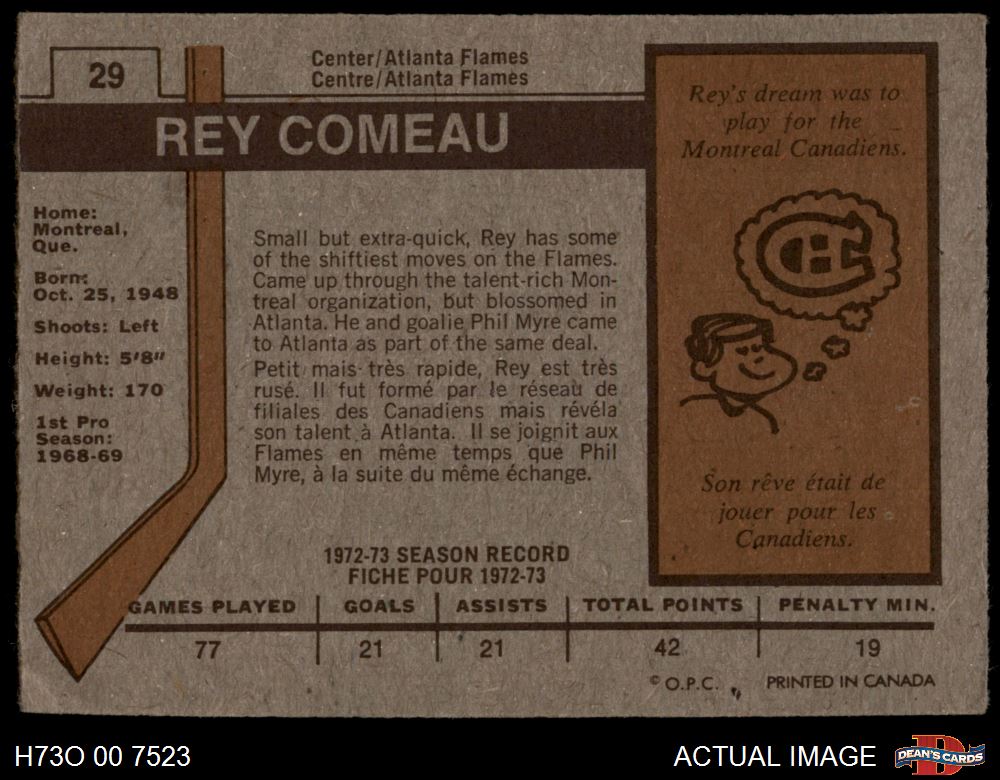 29
Center/Atlanta Flames
Centre/Atlanta Flames
REY COMEAU
Home:
Montreal,
Que.
Born:
Oct. 25, 1948
Shoots: Left
Height: 5'8"
Weight: 170
1st Pro
Season:
1968-69
Small but extra-quick, Rey has some
of the shiftiest moves on the Flames.
Came up through the talent-rich Mon-
treal organization, but blossomed in
Atlanta. He and goalie Phil Myre came
to Atlanta as part of the same deal.
Petit mais très rapide, Rey est très
rusé. Il fut formé par le réseau de
filiales des Canadiens mais révéla
son talent à Atlanta. Il se joignit aux
Flames en même temps que Phil
Myre, à la suite du même échange.
Rey's dream was to
play for the
Montreal Canadiens.
CH
Son rêve était de
jouer pour les
Canadiens.
1972-73 SEASON RECORD
FICHE POUR 1972-73
GAMES PLAYED GOALS ASSISTS TOTAL POINTS PENALTY MIN.
77 21 21 42 19
© O.P.C. PRINTED IN CANADA
H73O 00 7523
ACTUAL IMAGE
D
DEAN'S CARDS